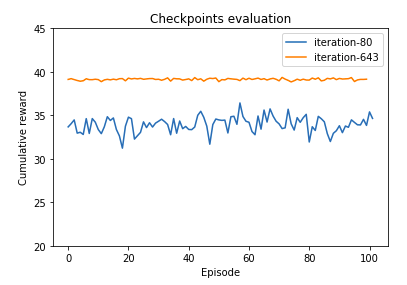 Checkpoints evaluation
iteration-80
iteration-643
Cumulative reward
45
40
35
30
25
20
0
20
40
60
80
100
Episode